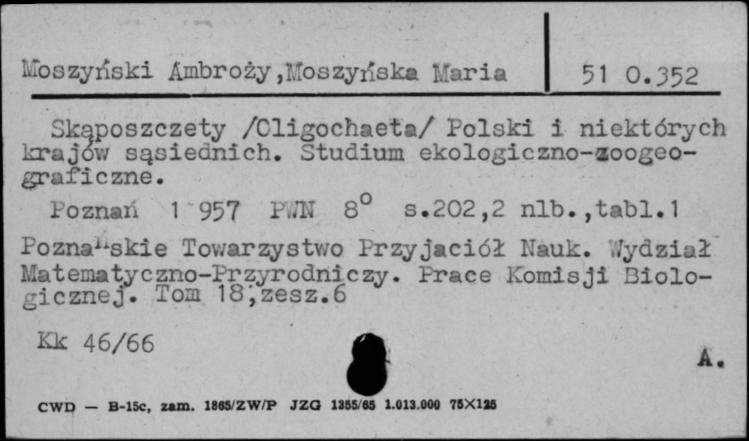 Moszyński Ambroży,Moszyńska Maria 51 0.352
Skąposzczety /Oligochaeta/ Polski i niektórych
krajów sąsiednich. Studium ekologiczno-zoogeo-
graficzne.
Poznań 1 957 PWN 8° s.202,2 nlb.,tabl.1
Poznańskie Towarzystwo Przyjaciół Nauk. Wydział
Matematyczno-Przyrodniczy. Prace Komisji Biolo-
gicznej. Tom 18,zesz.6
Kk 46/66
A.
CWD — B-15c, zam. 1865/ZW/P JZG 1355/65 1.013.000 75X125